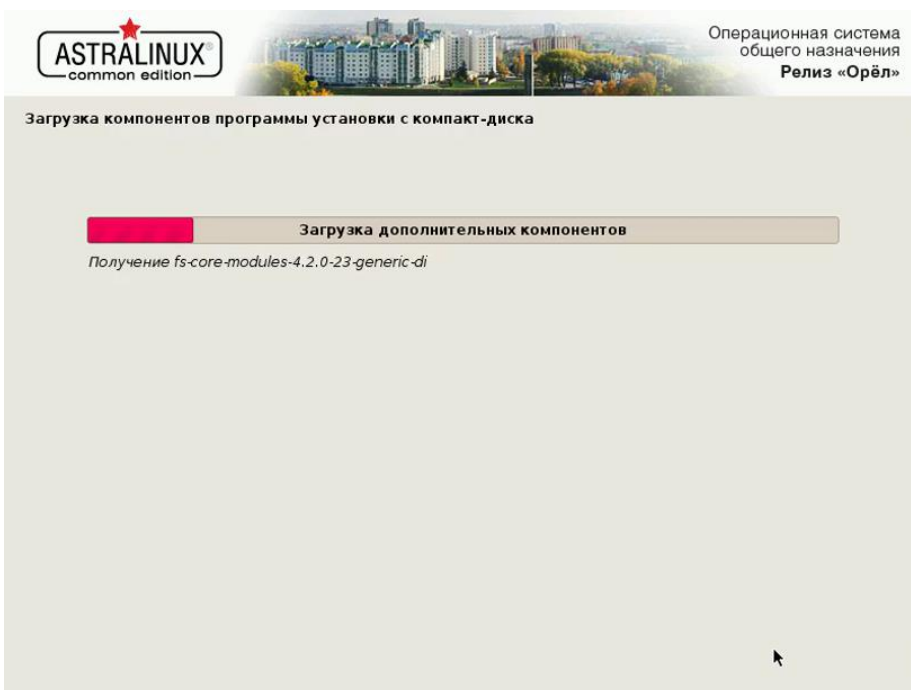 ASTRALINUX®
common edition
Операционная система
общего назначения
Релиз «Орёл»
Загрузка компонентов программы установки с компакт-диска
Загрузка дополнительных компонентов
Получение fs-core-modules-4.2.0-23-generic-di